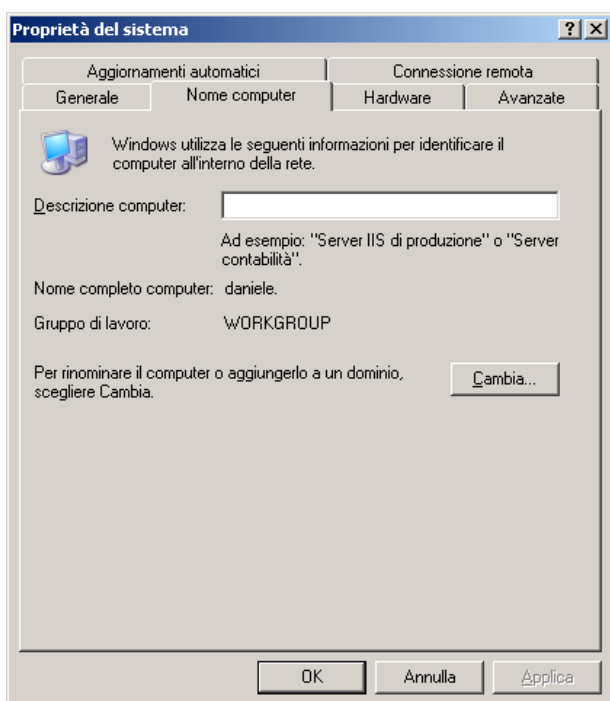 Proprietà del sistema
Aggiornamenti automatici Connessione remota
Generale Nome computer Hardware Avanzate
Windows utilizza le seguenti informazioni per identificare il
computer all'interno della rete.
Descrizione computer:
Ad esempio: "Server IIS di produzione" o "Server
contabilità".
Nome completo computer: daniele.
Gruppo di lavoro: WORKGROUP
Per rinominare il computer o aggiungerlo a un dominio,
scegliere Cambia.
Cambia...
OK Annulla Applica